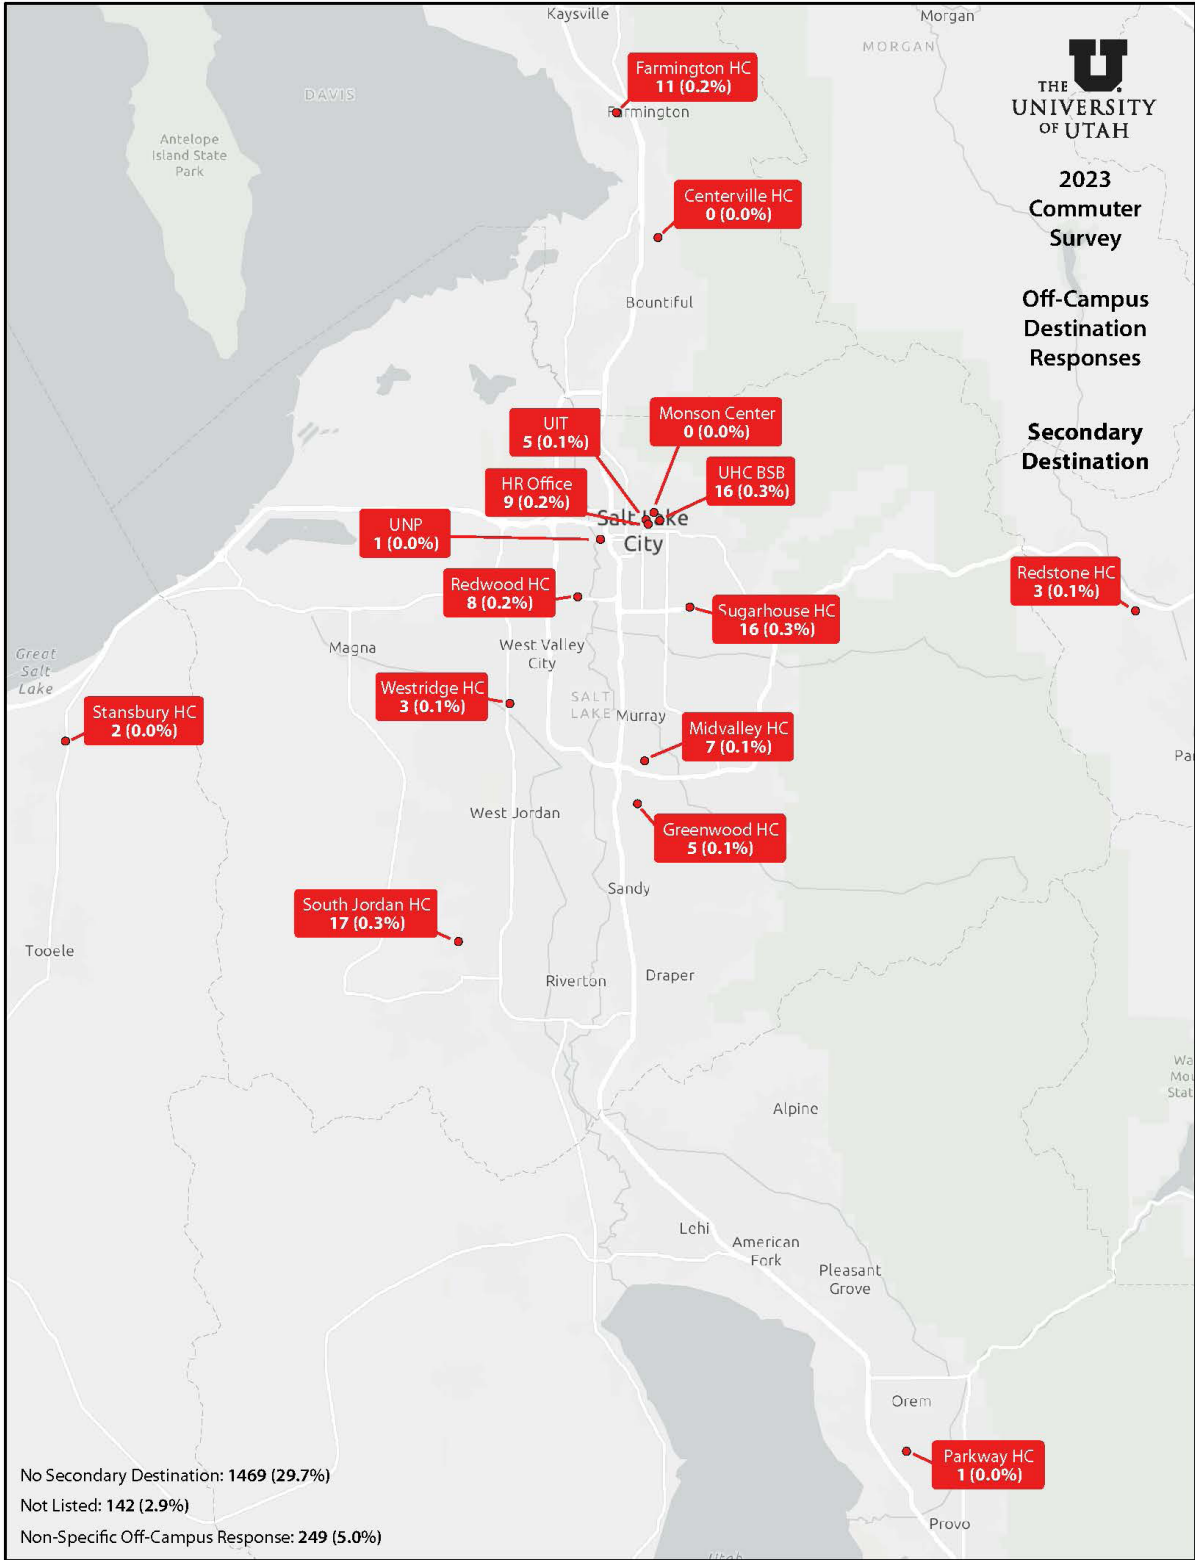 Kaysville
Morgan
MORGAN
Farmington HC
11 (0.2%)
Farmington
DAVIS
THE
UNIVERSITY
OF UTAH
Antelope
Island State
Park
2023
Commuter
Survey
Centerville HC
0 (0.0%)
Off-Campus
Destination
Responses
Bountiful
Secondary
Destination
UIT
5 (0.1%)
Monson Center
0 (0.0%)
HR Office
9 (0.2%)
UHC BSB
16 (0.3%)
Salt Lake
City
UNP
1 (0.0%)
Redwood HC
8 (0.2%)
Redstone HC
3 (0.1%)
Sugarhouse HC
16 (0.3%)
Magna
West Valley
City
Great
Salt
Lake
Westridge HC
3 (0.1%)
SALT
LAKE
Murray
Stansbury HC
2 (0.0%)
Midvalley HC
7 (0.1%)
West Jordan
Greenwood HC
5 (0.1%)
Sandy
South Jordan HC
17 (0.3%)
Tooele
Riverton
Draper
Alpine
Lehi
American
Fork
Pleasant
Grove
Orem
Parkway HC
1 (0.0%)
Provo
No Secondary Destination: 1469 (29.7%)
Not Listed: 142 (2.9%)
Non-Specific Off-Campus Response: 249 (5.0%)
Utah